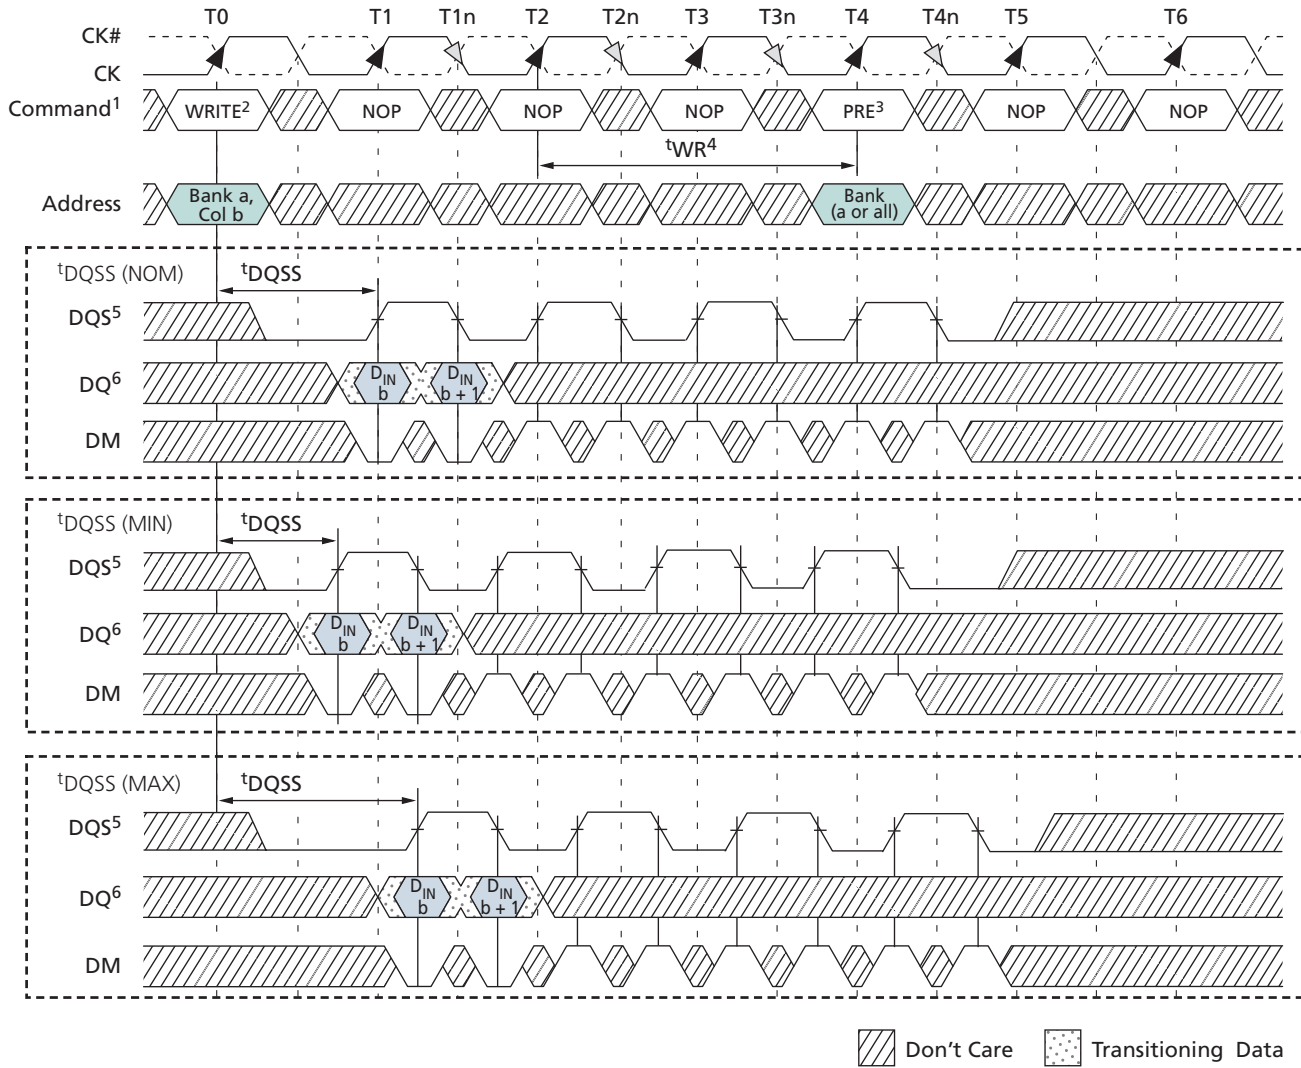 T0 T1 T1n T2 T2n T3 T3n T4 T4n T5 T6
CK#
CK
Command1 WRITE2 NOP NOP NOP PRE3 NOP NOP
tWR4
Address Bank a, Col b Bank (a or all)
tDQSS (NOM) tDQSS
DQS5
DQ6 DIN b DIN b + 1
DM
tDQSS (MIN) tDQSS
DQS5
DQ6 DIN b DIN b + 1
DM
tDQSS (MAX) tDQSS
DQS5
DQ6 DIN b DIN b + 1
DM
Don't Care Transitioning Data